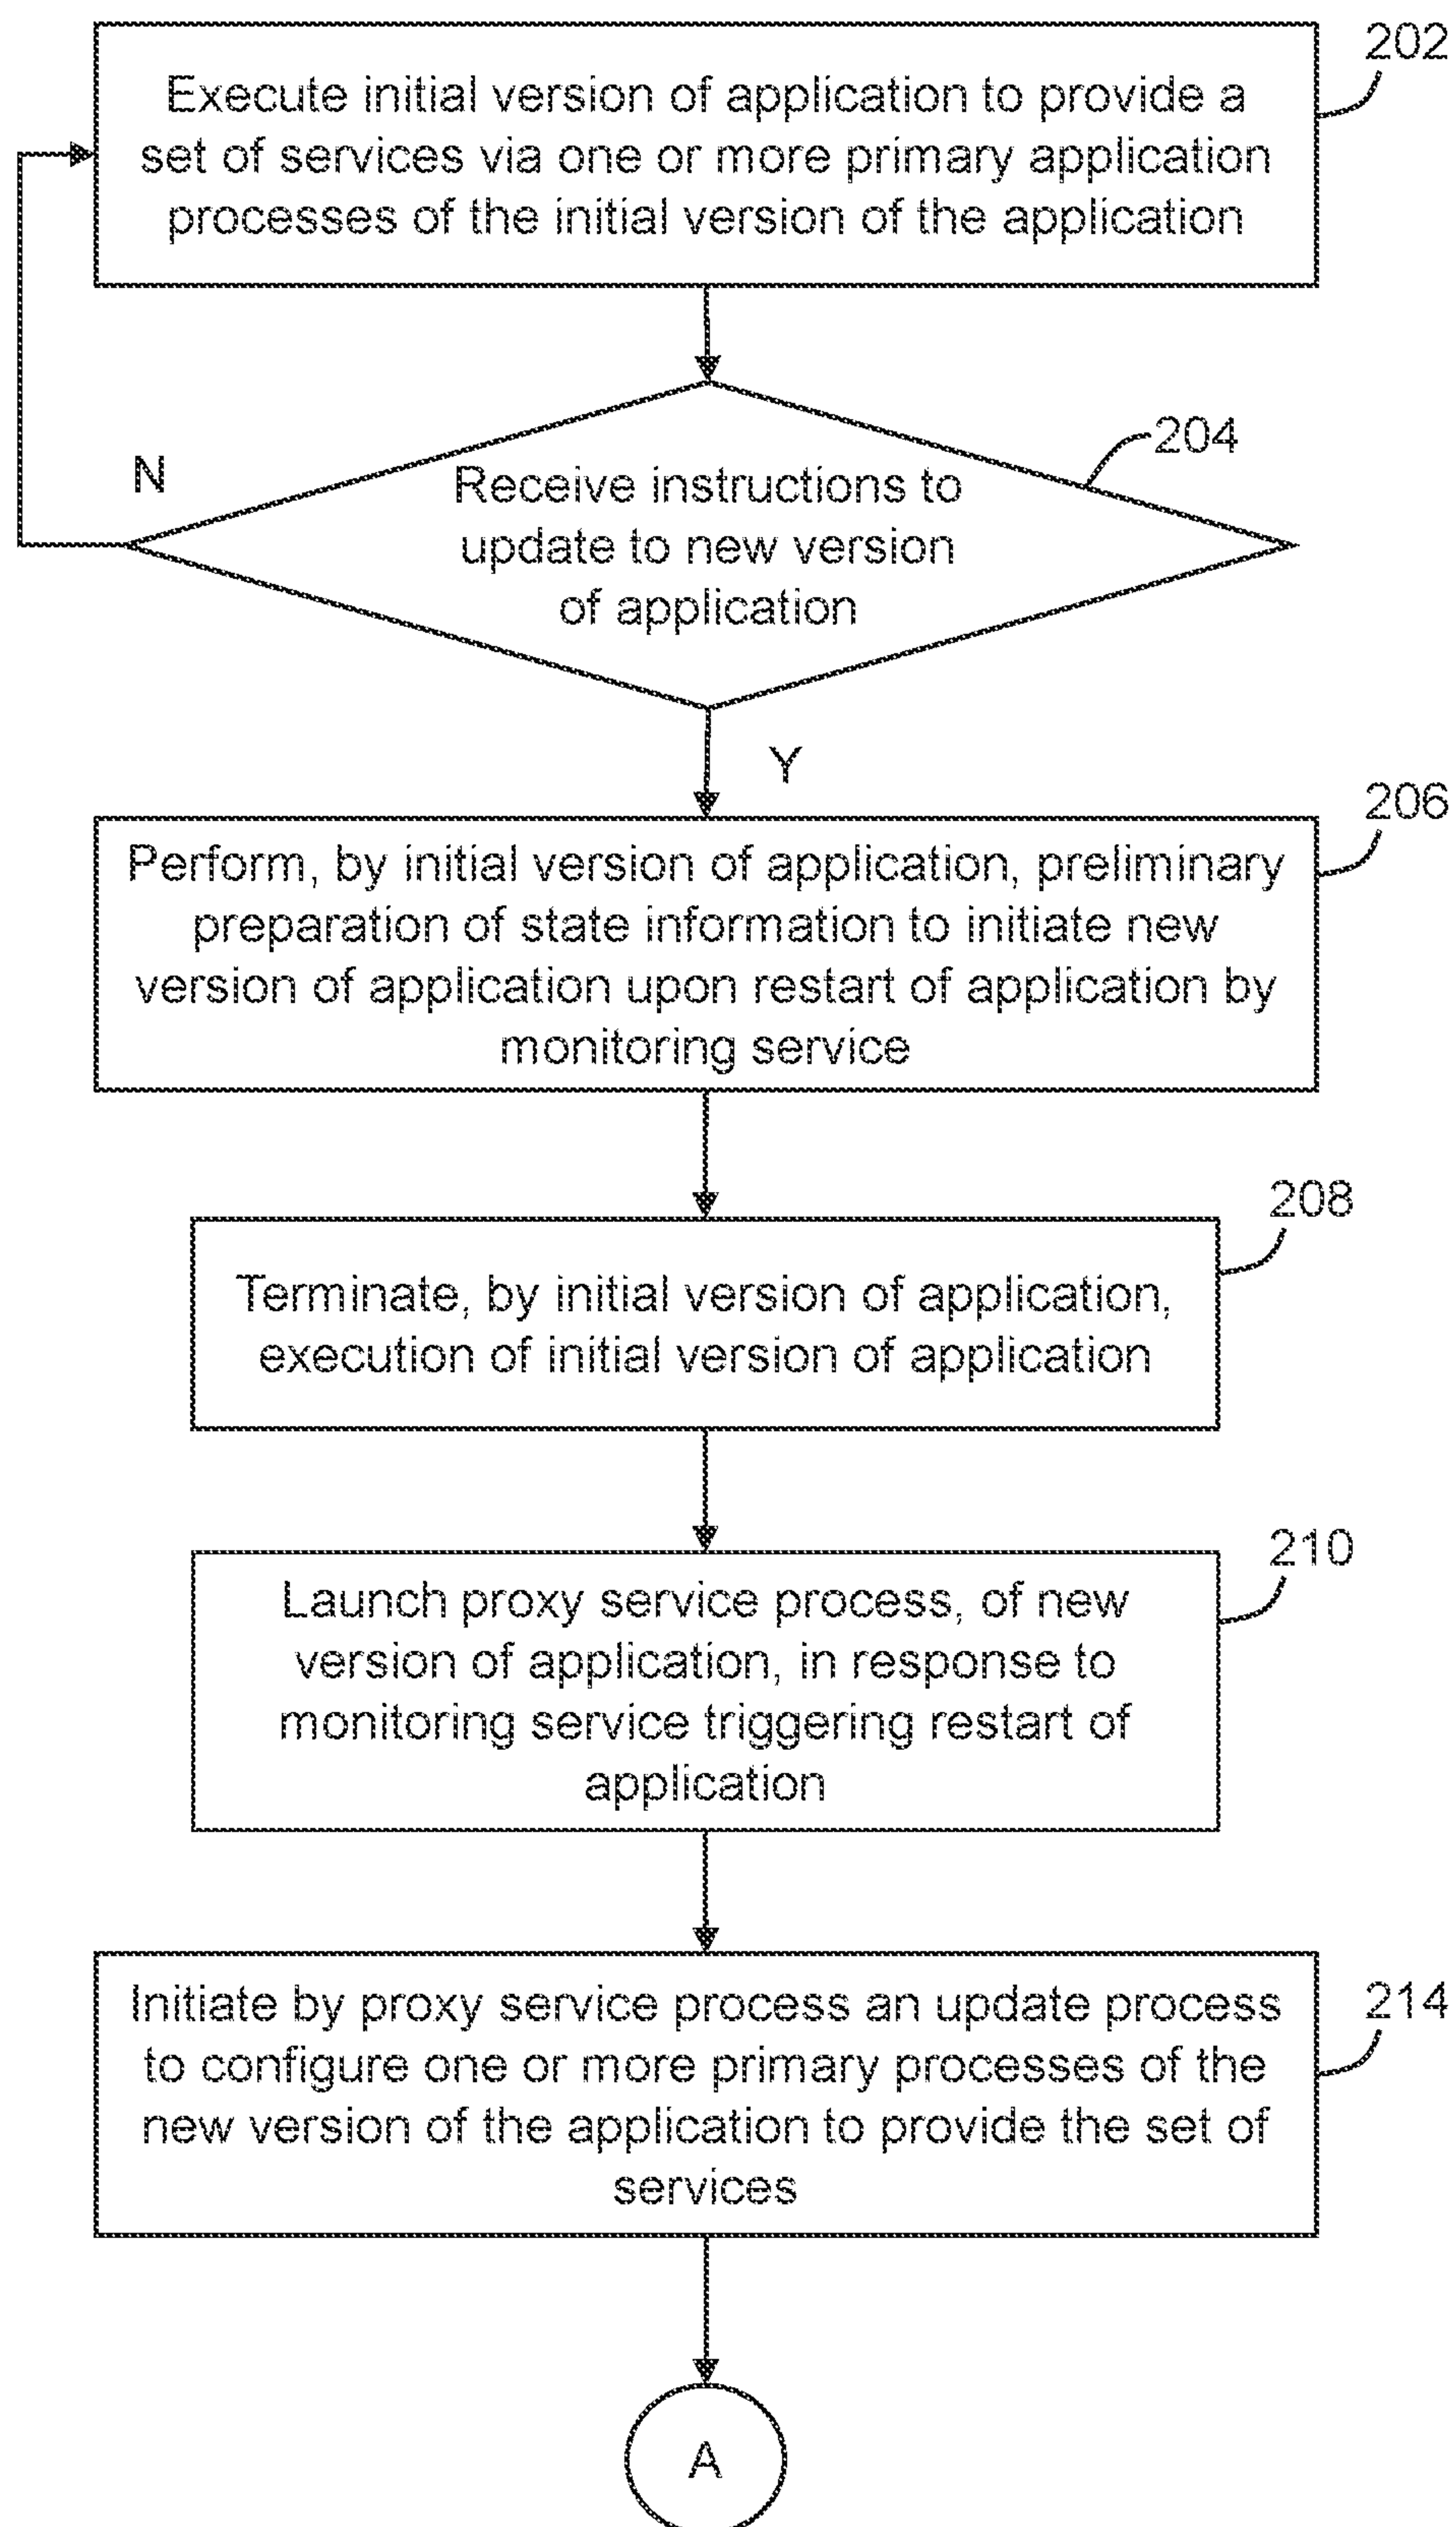 202
Execute initial version of application to provide a
set of services via one or more primary application
processes of the initial version of the application
204
N
Receive instructions to
update to new version
of application
Y
206
Perform, by initial version of application, preliminary
preparation of state information to initiate new
version of application upon restart of application by
monitoring service
208
Terminate, by initial version of application,
execution of initial version of application
210
Launch proxy service process, of new
version of application, in response to
monitoring service triggering restart of
application
214
Initiate by proxy service process an update process
to configure one or more primary processes of the
new version of the application to provide the set of
services
A